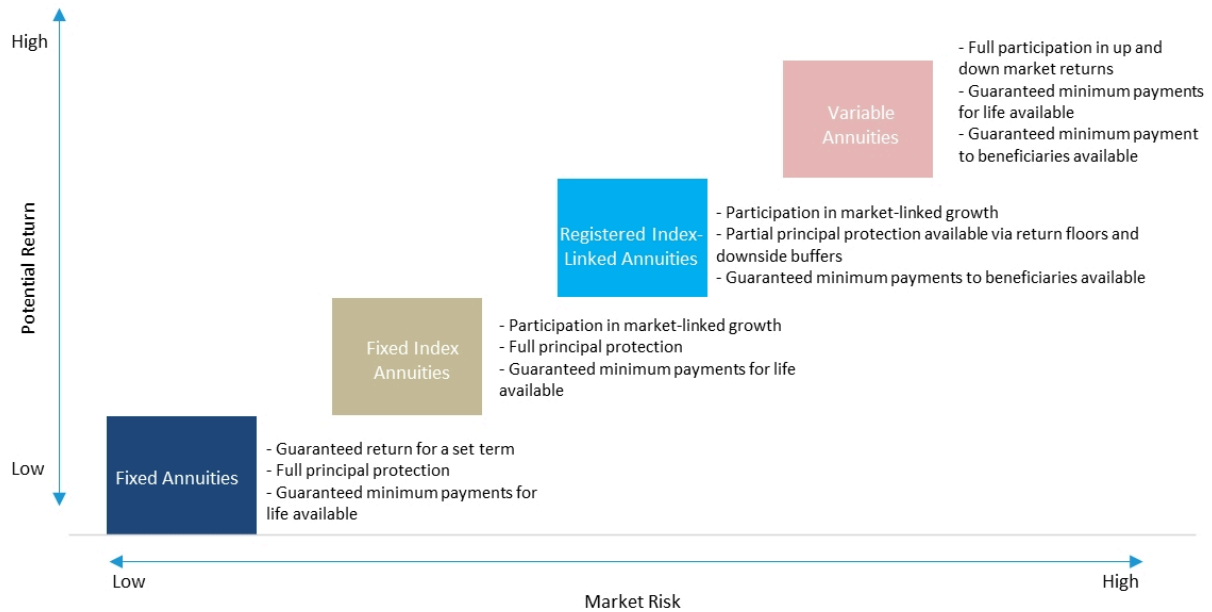 High
- Full participation in up and
down market returns
- Guaranteed minimum payments
for life available
- Guaranteed minimum payment
to beneficiaries available
Variable
Annuities
Potential Return
Registered Index-
Linked Annuities
- Participation in market-linked growth
- Partial principal protection available via return floors and
downside buffers
- Guaranteed minimum payments to beneficiaries available
Fixed Index
Annuities
- Participation in market-linked growth
- Full principal protection
- Guaranteed minimum payments for life
available
Low
Fixed Annuities
- Guaranteed return for a set term
- Full principal protection
- Guaranteed minimum payments for
life available
Low
High
Market Risk